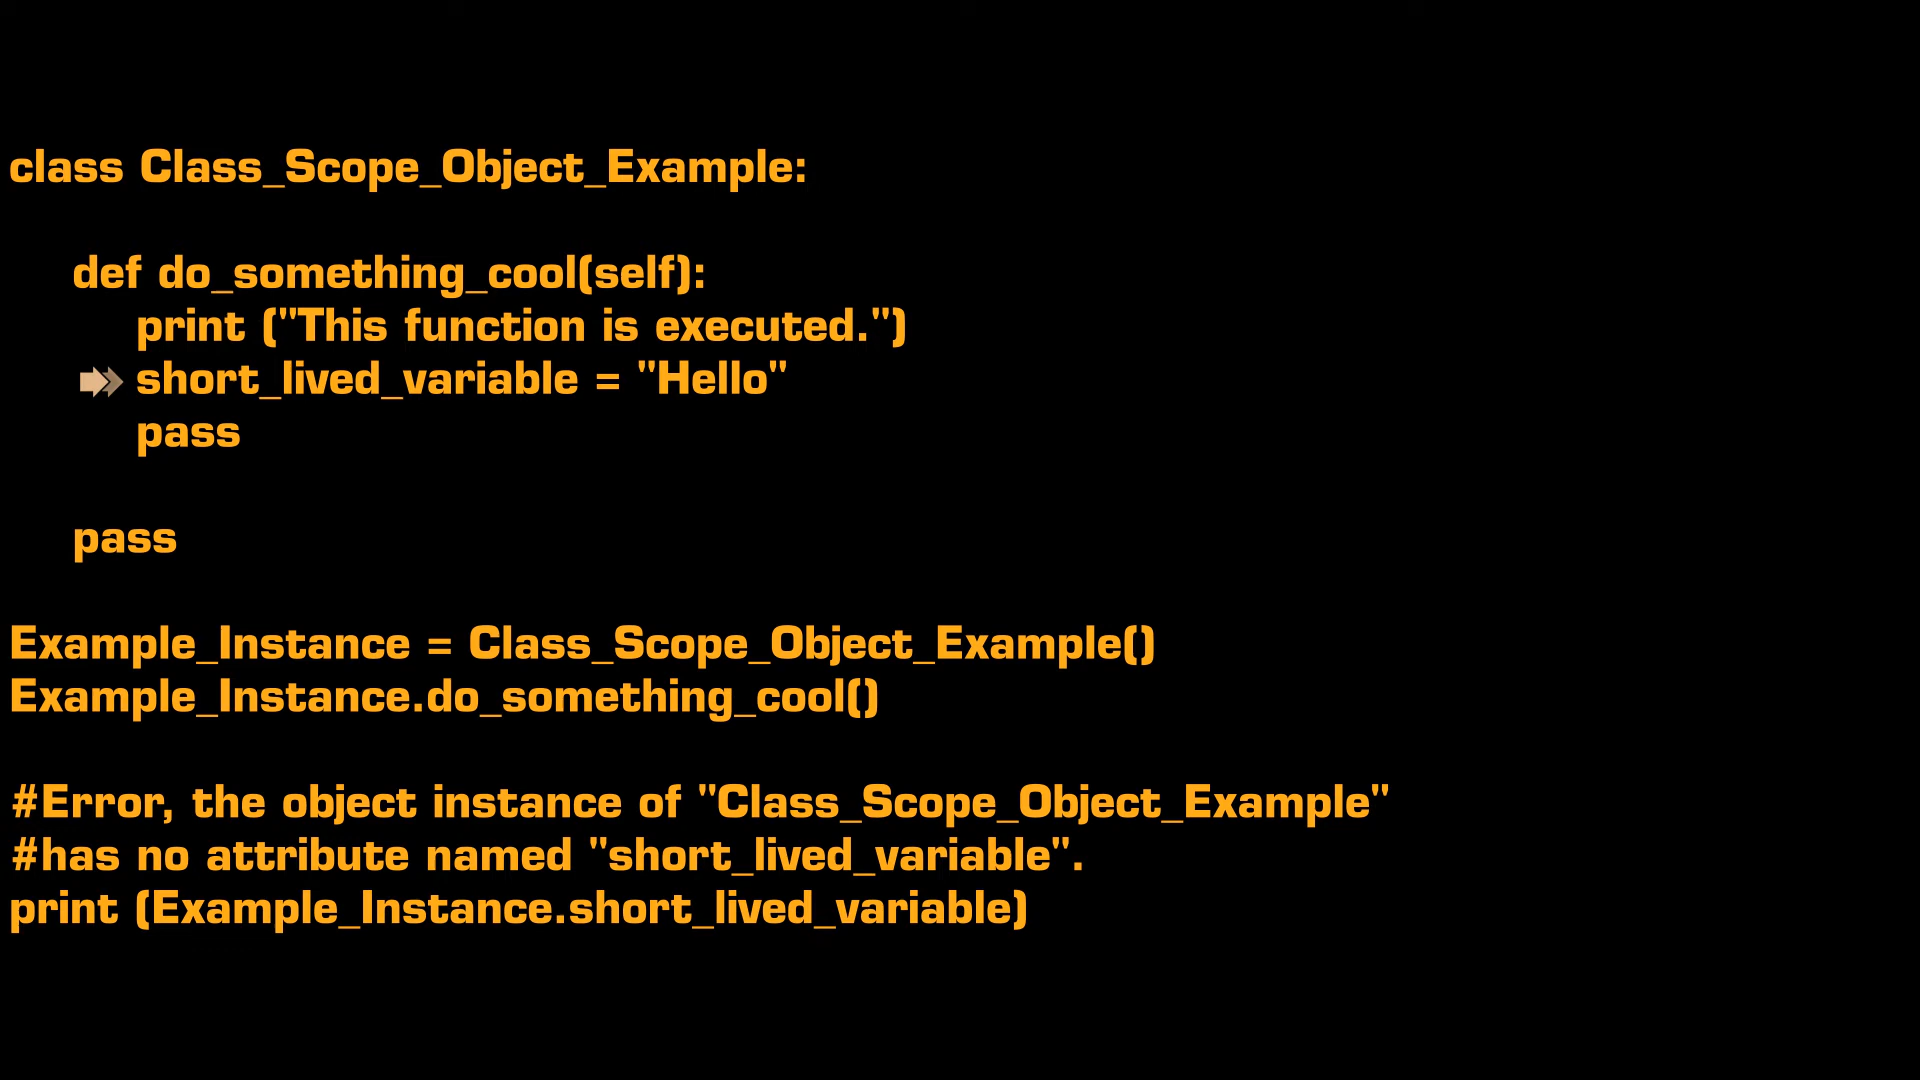 class Class_Scope_Object_Example:
def do_something_cool(self):
print ("This function is executed.")
short_lived_variable = "Hello"
pass
pass
Example_Instance = Class_Scope_Object_Example()
Example_Instance.do_something_cool()
#Error, the object instance of "Class_Scope_Object_Example"
#has no attribute named "short_lived_variable".
print (Example_Instance.short_lived_variable)